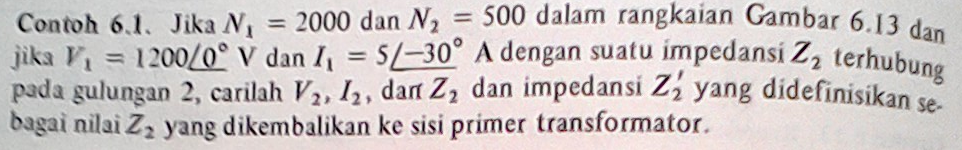 Contoh 6.1. Jika N₁ = 2000 dan N₂ = 500 dalam rangkaian Gambar 6.13 dan
jika V₁ = 1200∠0° V dan I₁ = 5∠−30° A dengan suatu impedansi Z₂ terhubung
pada gulungan 2, carilah V₂, I₂, dan Z₂ dan impedansi Z₂′ yang didefinisikan se-
bagai nilai Z₂ yang dikembalikan ke sisi primer transformator.